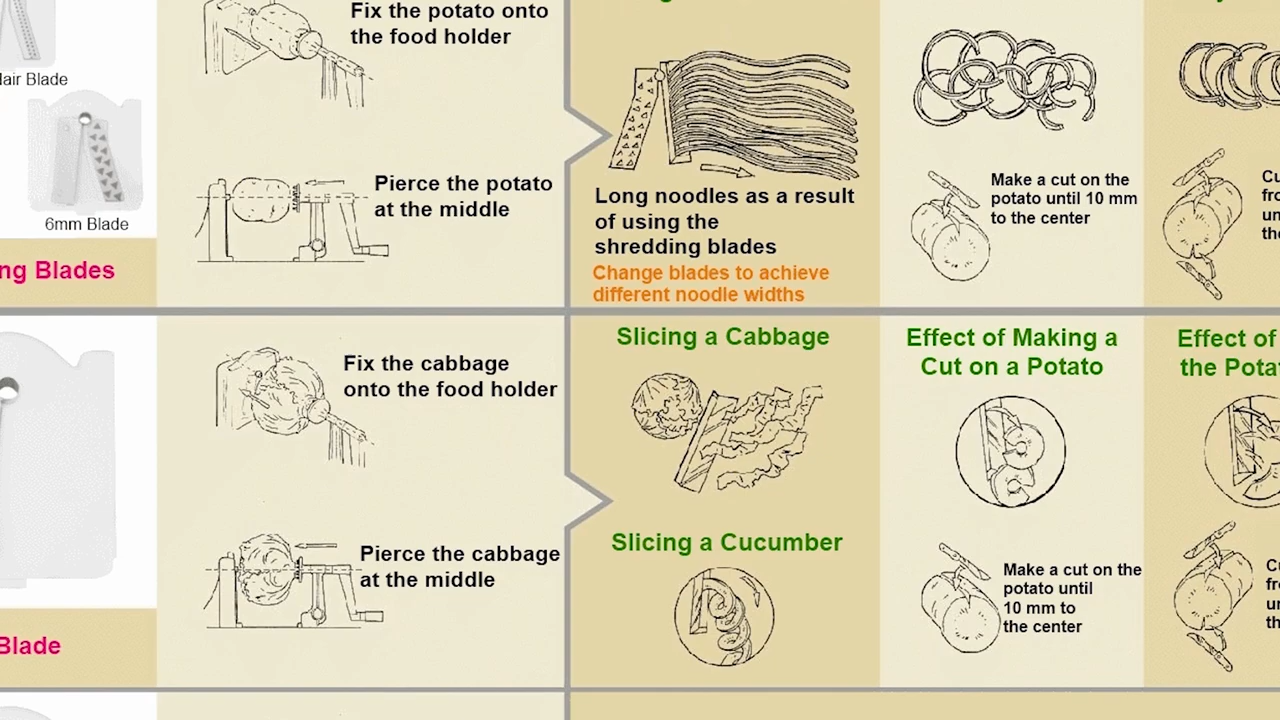 Fix the potato onto
the food holder
Blade
6mm Blade
Pierce the potato
at the middle
Blades
Long noodles as a result
of using the
shredding blades
Change blades to achieve
different noodle widths
Make a cut on the
potato until 10 mm
to the center
Fix the cabbage
onto the food holder
Pierce the cabbage
at the middle
Blade
Slicing a Cabbage
Slicing a Cucumber
Effect of Making a
Cut on a Potato
Make a cut on the
potato until
10 mm to
the center
Effect of
the